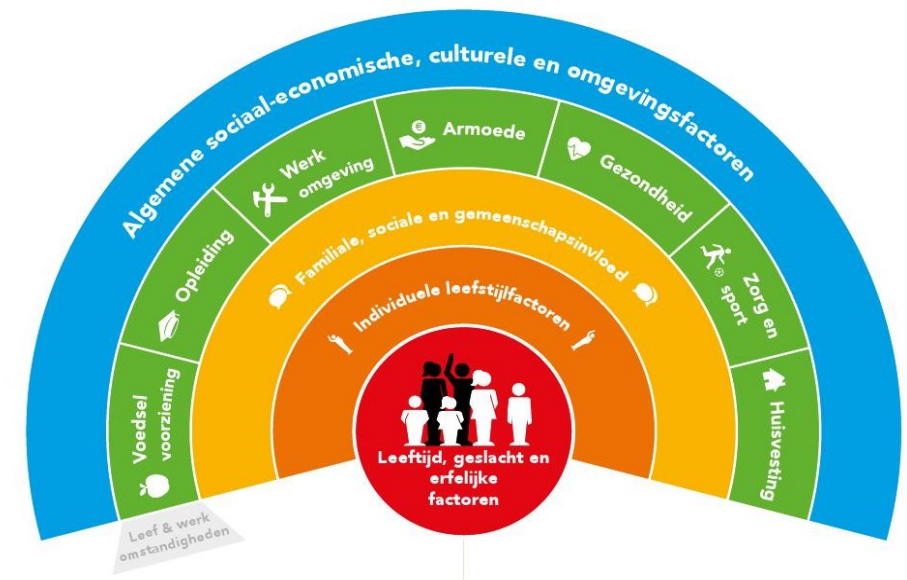 Algemene sociaal-economische, culturele en omgevingsfactoren
Voedsel
voorziening
Opleiding
Werk
omgeving
€
Armoede
Gezondheid
Zorg en
sport
Huisvesting
Familiale, sociale en gemeenschapsinvloed
Individuele leefstijlfactoren
Leeftijd, geslacht en
erfelijke
factoren
Leef & werk
omstandigheden